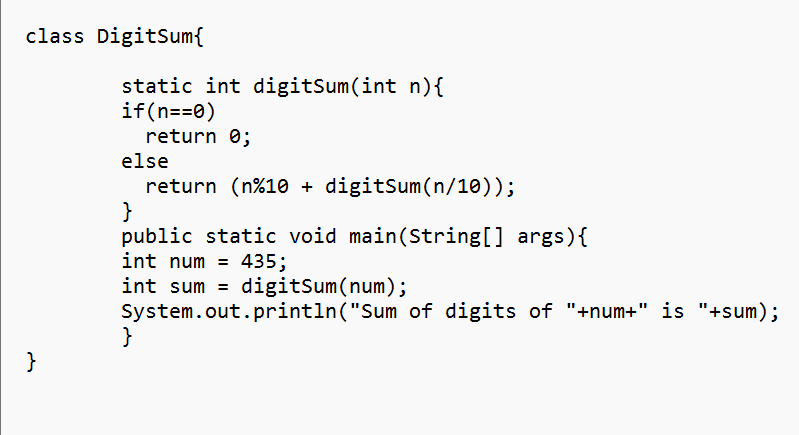 class DigitSum{
static int digitSum(int n){
if(n==0)
return 0;
else
return (n%10 + digitSum(n/10));
}
public static void main(String[] args){
int num = 435;
int sum = digitSum(num);
System.out.println("Sum of digits of "+num+" is "+sum);
}
}